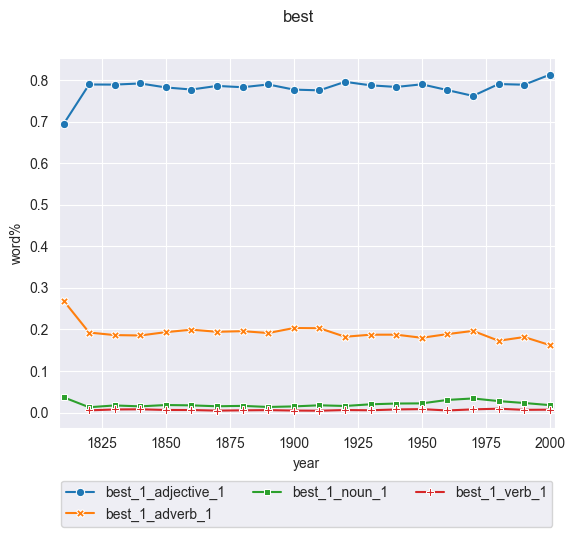 best
0.8
0.7
0.6
0.5
0.4
0.3
0.2
0.1
0.0
word%
1825 1850 1875 1900 1925 1950 1975 2000
year
best_1_adjective_1 best_1_noun_1 best_1_verb_1
best_1_adverb_1